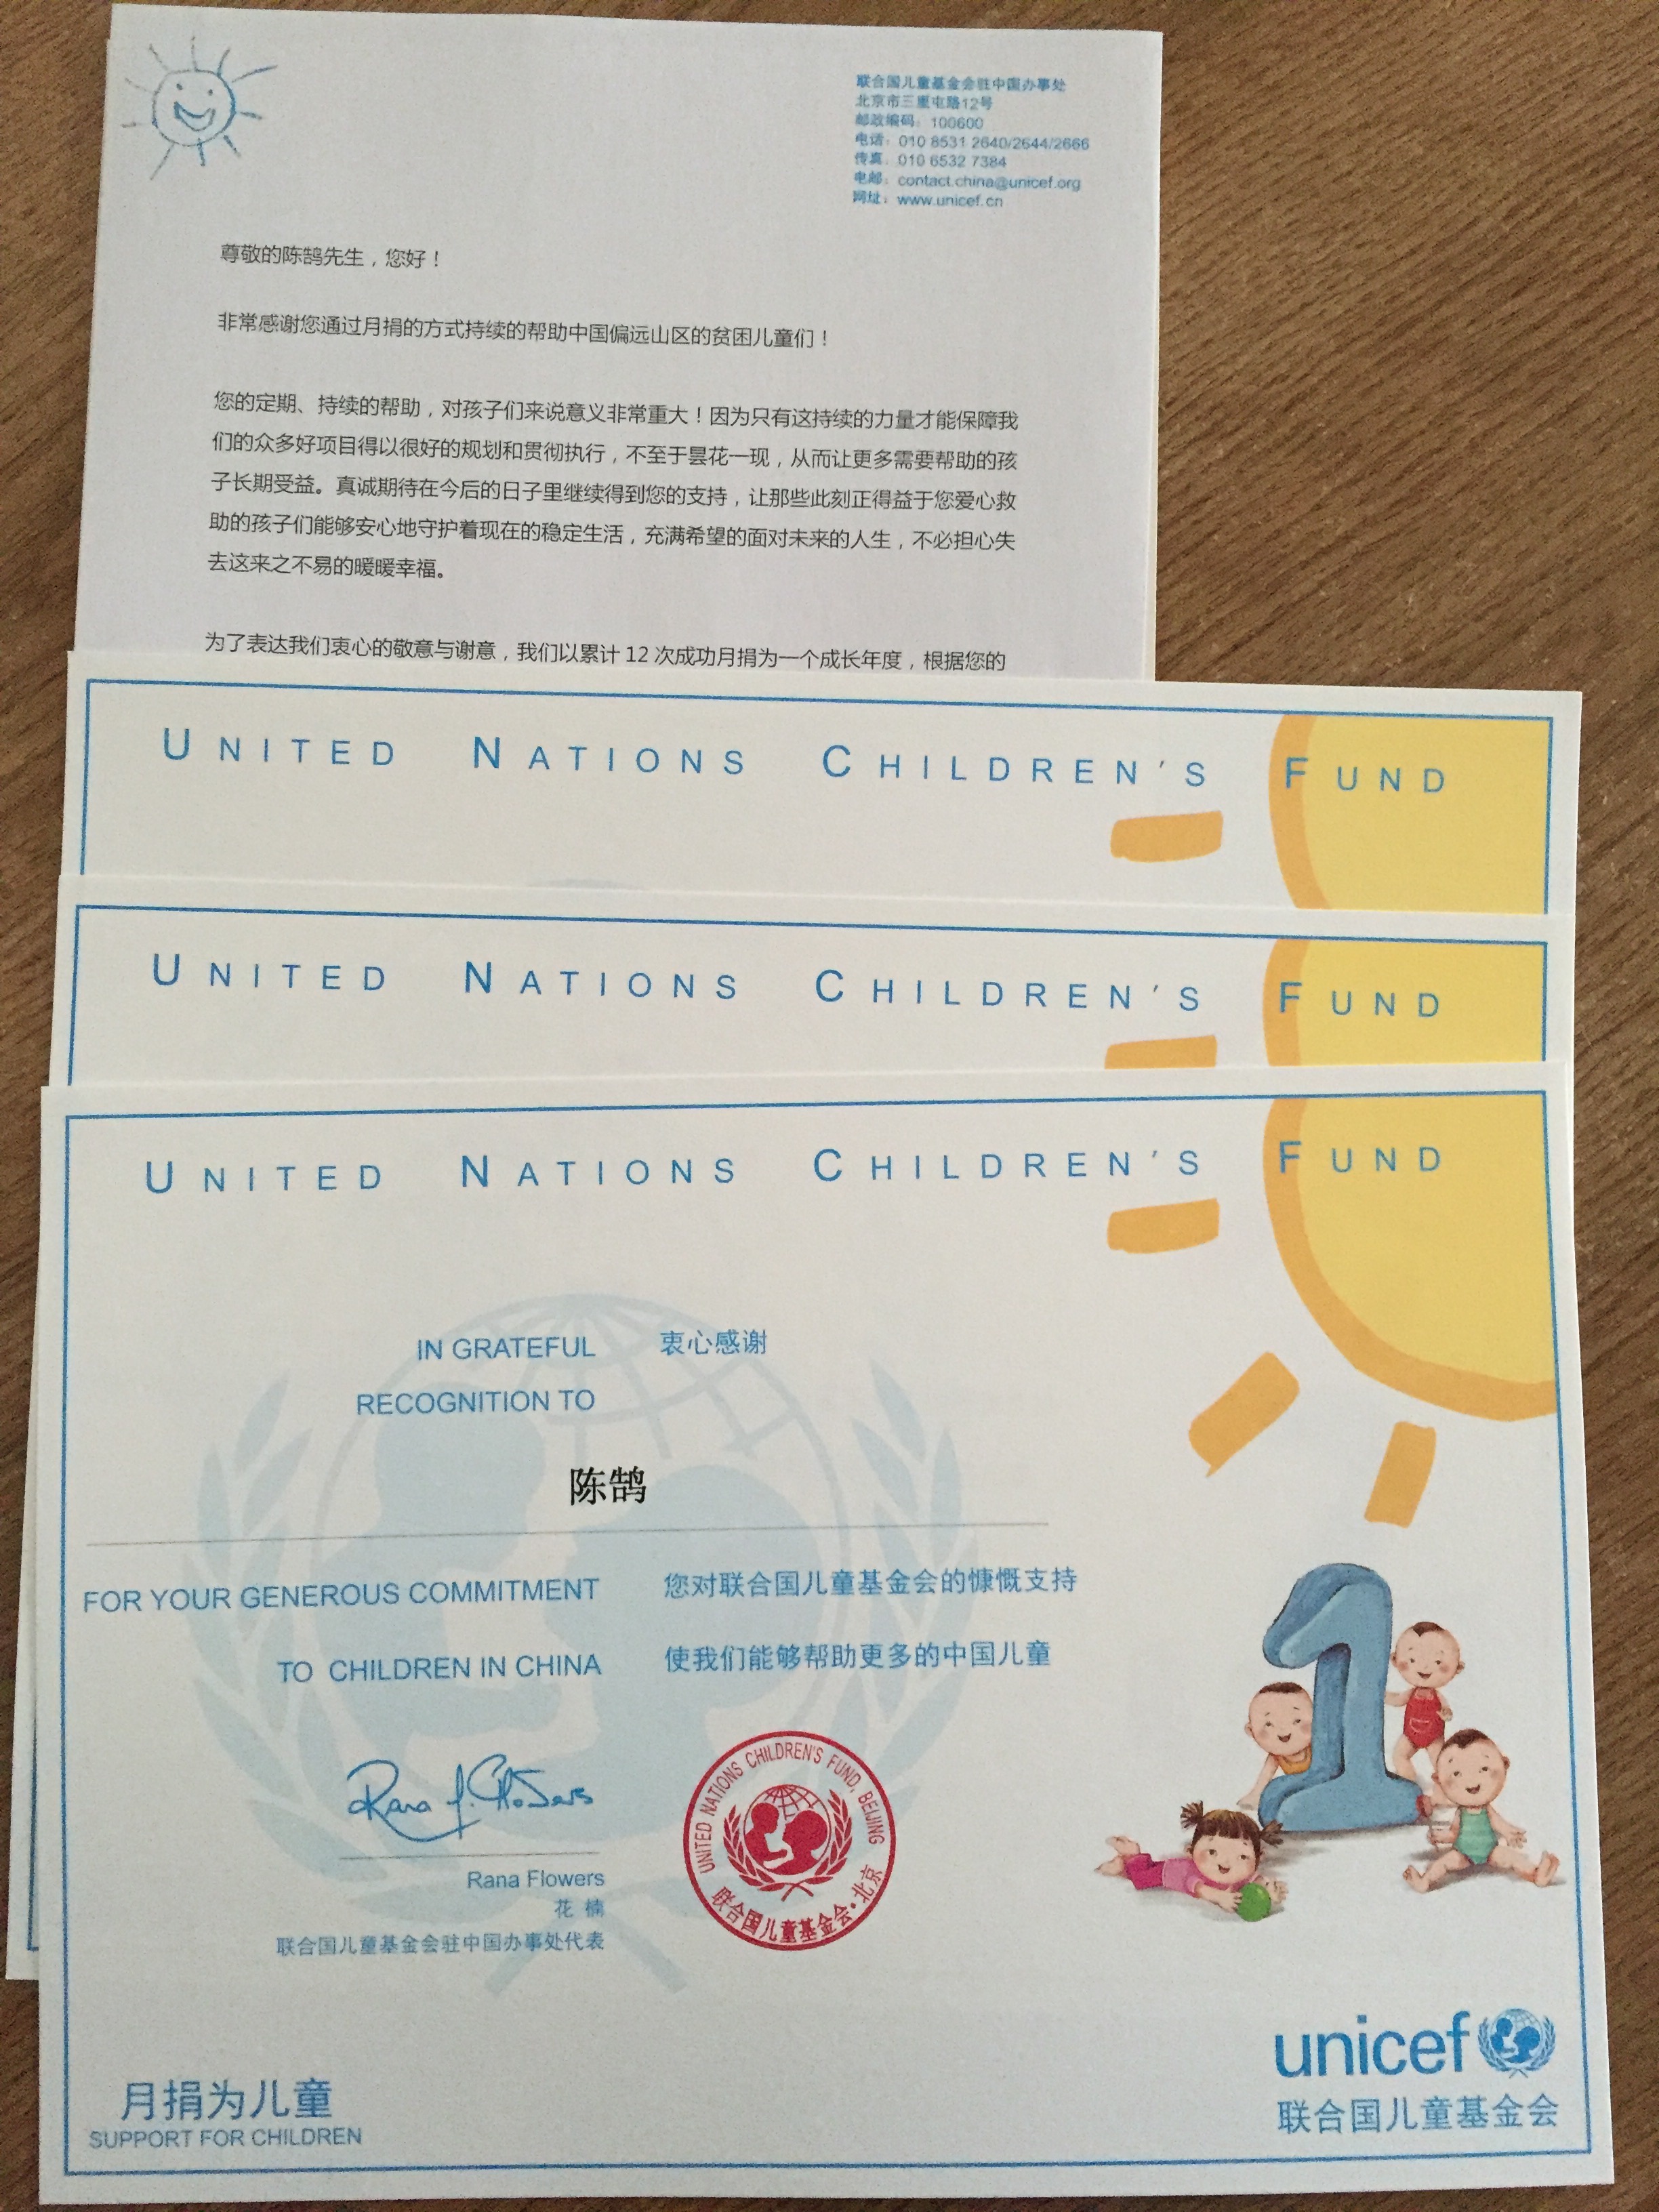 联合国儿童基金会驻中国办事处
北京市三里屯路12号
邮政编码：100600
电话：010 8531 2640/2644/2666
传真：010 6532 7384
电邮：contact.china@unicef.org
网址：www.unicef.cn
尊敬的陈鹄先生，您好！
非常感谢您通过月捐的方式持续的帮助中国偏远山区的贫困儿童们！
您的定期、持续的帮助，对孩子们来说意义非常重大！因为只有这持续的力量才能保障我
们的众多好项目得以很好的规划和贯彻执行，不至于昙花一现，从而让更多需要帮助的孩
子长期受益。真诚期待在今后的日子里继续得到您的支持，让那些此刻正得益于您爱心救
助的孩子们能够安心地守护着现在的稳定生活，充满希望的面对未来的人生，不必担心失
去这来之不易的暖暖幸福。
为了表达我们衷心的敬意与谢意，我们以累计 12 次成功月捐为一个成长年度，根据您的
UNITED NATIONS CHILDREN'S FUND
UNITED NATIONS CHILDREN'S FUND
UNITED NATIONS CHILDREN'S FUND
IN GRATEFUL 衷心感谢
RECOGNITION TO
陈鹄
FOR YOUR GENEROUS COMMITMENT 您对联合国儿童基金会的慷慨支持
TO CHILDREN IN CHINA 使我们能够帮助更多的中国儿童
1
UNITED NATIONS CHILDREN'S FUND, BEIJING
联合国儿童基金会·北京
Rana Flowers
花楠
联合国儿童基金会驻中国办事处代表
unicef
联合国儿童基金会
月捐为儿童
SUPPORT FOR CHILDREN